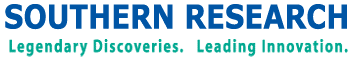 SOUTHERN RESEARCH
Legendary Discoveries. Leading Innovation.